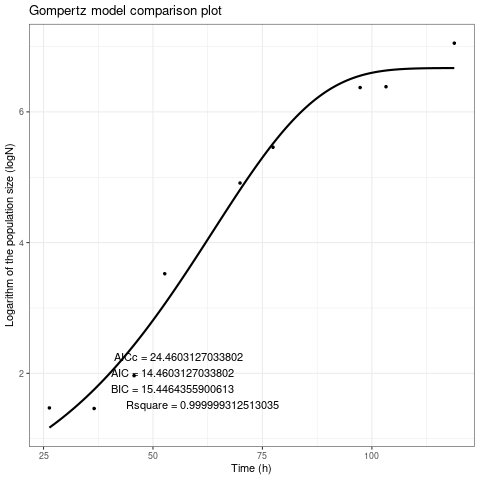 Gompertz model comparison plot
Logarithm of the population size (logN)
6
4
2
AICc = 24.4603127033802
AIC = 14.4603127033802
BIC = 15.4464355900613
Rsquare = 0.999999312513035
25
50
75
100
Time (h)